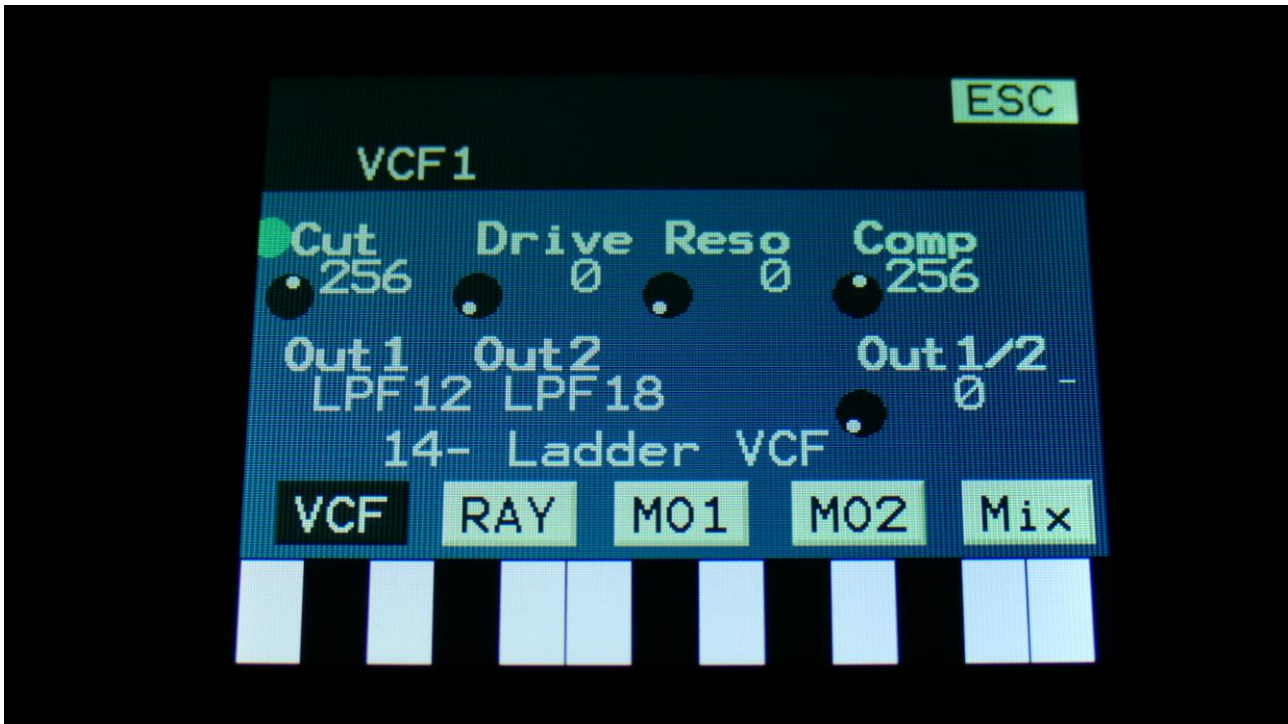 ESC
VCF1
Cut Drive Reso Comp
256 0 0 256
Out1 Out2 Out1/2
LPF12 LPF18 0 -
14- Ladder VCF
VCF RAY MO1 MO2 Mix